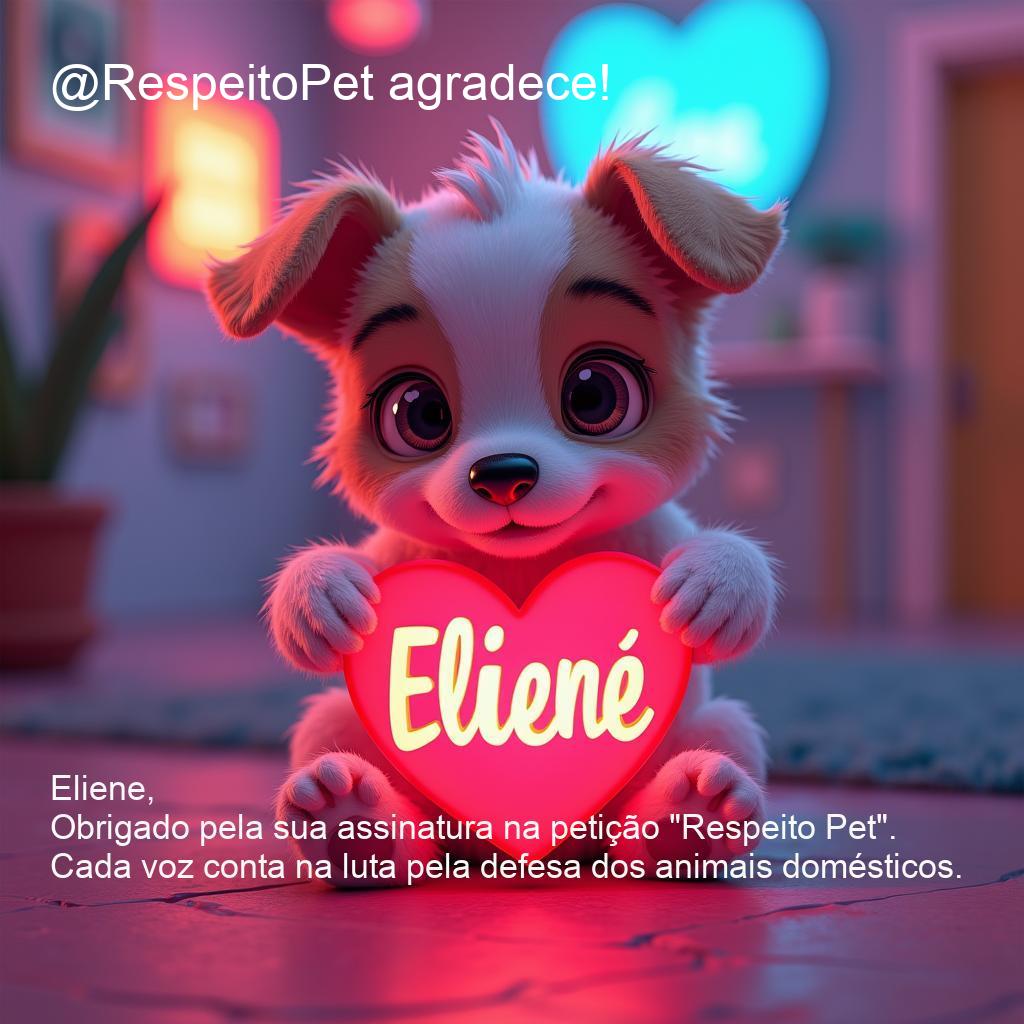 @RespeitoPet agradece!
Eliené
Eliene,
Obrigado pela sua assinatura na petição "Respeito Pet".
Cada voz conta na luta pela defesa dos animais domésticos.